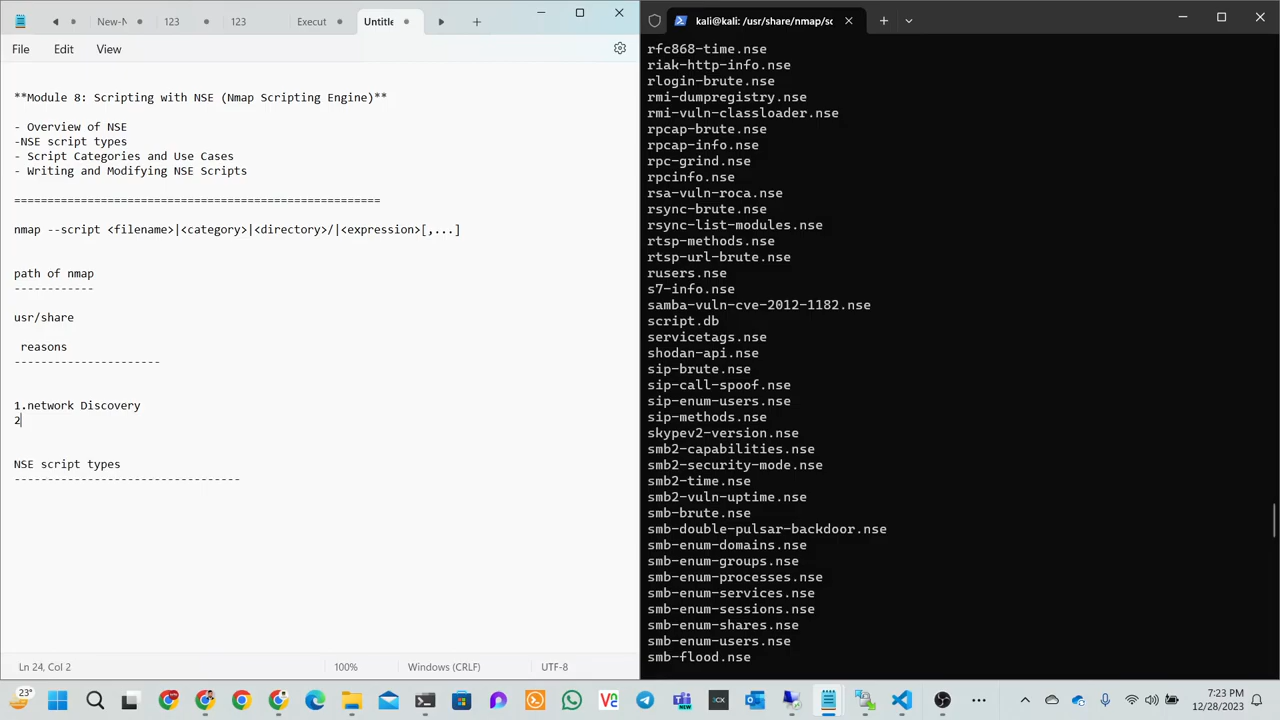 New-N
123
123
Execut
Untitle
File
Edit
View
**Module 8: Scripting with NSE (Nmap Scripting Engine)**
- Overview of NSE
-NSE script types
- Script Categories and Use Cases
- Writing and Modifying NSE Scripts
=======================================================
nmap --script <filename>|<category>|<directory>/|<expression>[,...]
path of nmap
------------
usr/share
reasons
----------------------
1.network Discovery
2
NSE script types
----------------------------------
Ln 24, Col 2
100%
Windows (CRLF)
UTF-8
kali@kali: /usr/share/nmap/sc
rfc868-time.nse
riak-http-info.nse
rlogin-brute.nse
rmi-dumpregistry.nse
rmi-vuln-classloader.nse
rpcap-brute.nse
rpcap-info.nse
rpc-grind.nse
rpcinfo.nse
rsa-vuln-roca.nse
rsync-brute.nse
rsync-list-modules.nse
rtsp-methods.nse
rtsp-url-brute.nse
rusers.nse
s7-info.nse
samba-vuln-cve-2012-1182.nse
script.db
servicetags.nse
shodan-api.nse
sip-brute.nse
sip-call-spoof.nse
sip-enum-users.nse
sip-methods.nse
skypev2-version.nse
smb2-capabilities.nse
smb2-security-mode.nse
smb2-time.nse
smb2-vuln-uptime.nse
smb-brute.nse
smb-double-pulsar-backdoor.nse
smb-enum-domains.nse
smb-enum-groups.nse
smb-enum-processes.nse
smb-enum-services.nse
smb-enum-sessions.nse
smb-enum-shares.nse
smb-enum-users.nse
smb-flood.nse
23°
NEW
7:23 PM
12/28/2023